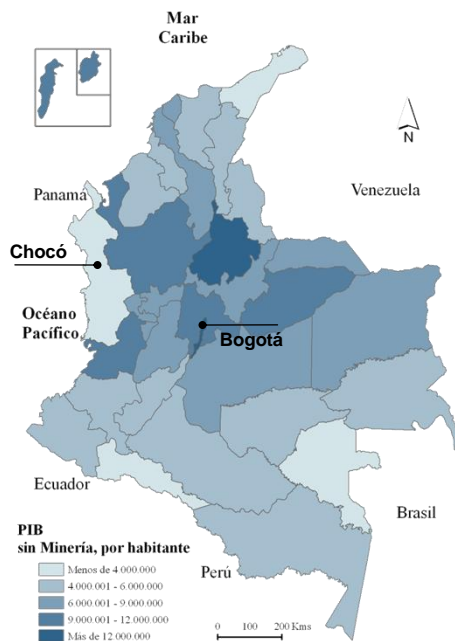 Mar
Caribe
N
Panamá
Venezuela
Chocó
Océano
Pacífico
Bogotá
Ecuador
Brasil
Perú
PIB
sin Minería, por habitante
Menos de 4 000.000
4 000.001 - 6 000.000
6 000.001 - 9 000.000
9 000.001 - 12 000.000
Más de 12 000.000
0 100 200 Kms